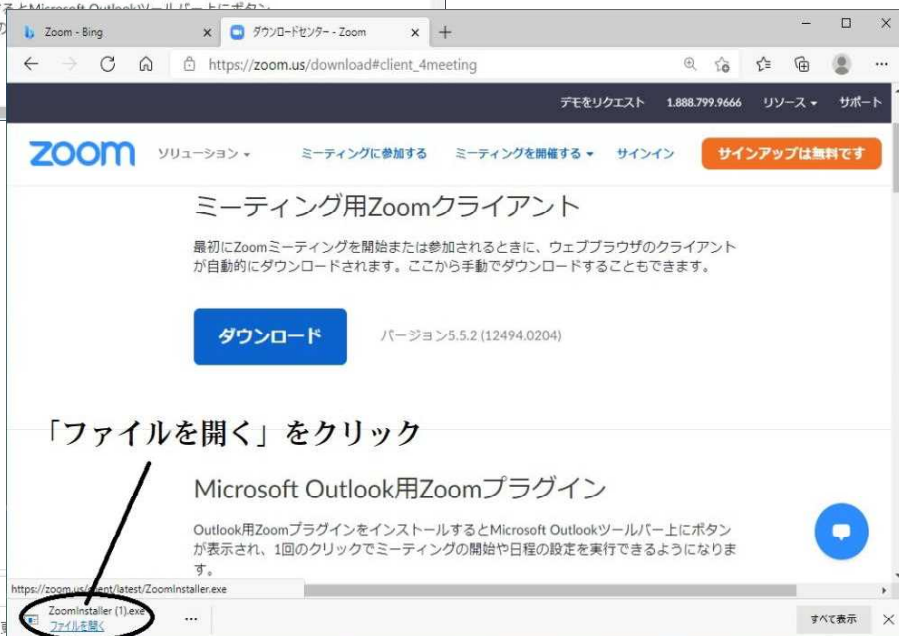 るとMicrosoft Outlookツールバー上にボタン
Zoom - Bing
ダウンロードセンター - Zoom
https://zoom.us/download#client_4meeting
デモをリクエスト 1.888.799.9666 リソース サポート
zoom ソリューション ミーティングに参加する ミーティングを開催する サインイン サインアップは無料です
ミーティング用Zoomクライアント
最初にZoomミーティングを開始または参加されるときに、ウェブブラウザのクライアント
が自動的にダウンロードされます。ここから手動でダウンロードすることもできます。
ダウンロード バージョン5.5.2 (12494.0204)
「ファイルを開く」をクリック
Microsoft Outlook用Zoomプラグイン
Outlook用ZoomプラグインをインストールするとMicrosoft Outlookツールバー上にボタン
が表示され、1回のクリックでミーティングの開始や日程の設定を実行できるようになりま
す。
https://zoom.us/client/latest/ZoomInstaller.exe
ZoomInstaller (1).exe
ファイルを開く
すべて表示